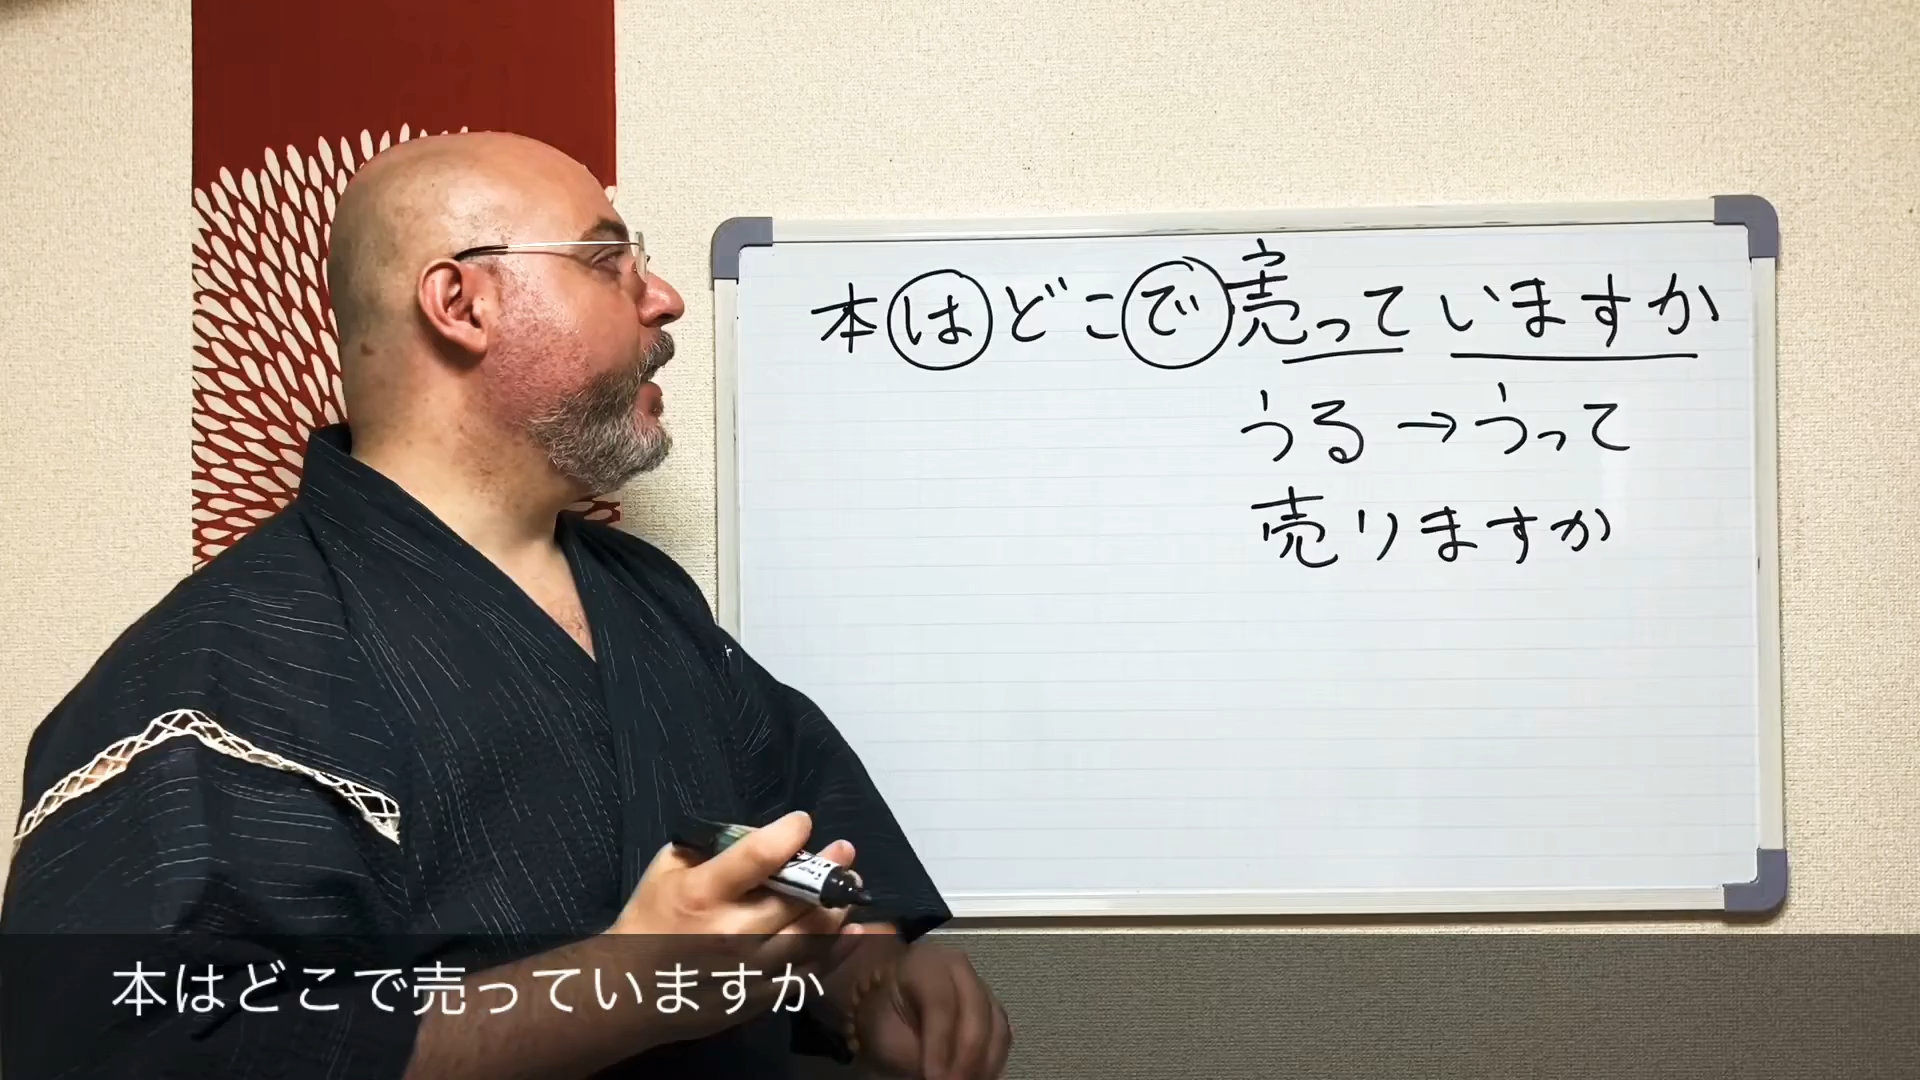 本はどこで売っていますか
う
うる→うって
売りますか
本はどこで売っていますか